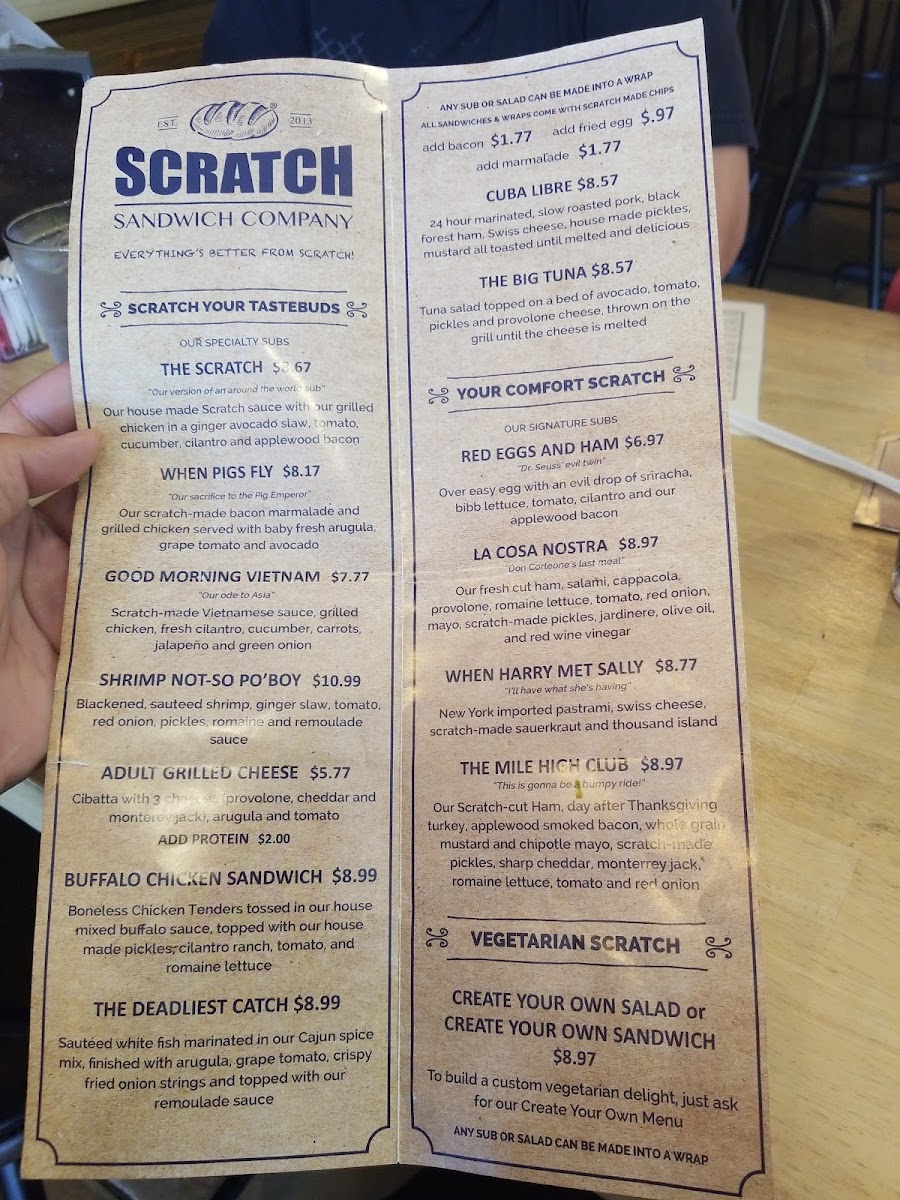 EST. 2013
SCRATCH
SANDWICH COMPANY
EVERYTHING'S BETTER FROM SCRATCH!
SCRATCH YOUR TASTEBUDS
OUR SPECIALTY SUBS
THE SCRATCH $8.67
"Our version of an around the world sub"
Our house made Scratch sauce with our grilled
chicken in a ginger avocado slaw, tomato,
cucumber, cilantro and applewood bacon
WHEN PIGS FLY $8.17
"Our sacrifice to the Pig Emperor"
Our scratch-made bacon marmalade and
grilled chicken served with baby fresh arugula,
grape tomato and avocado
GOOD MORNING VIETNAM $7.77
"Our ode to Asia"
Scratch-made Vietnamese sauce, grilled
chicken, fresh cilantro, cucumber, carrots,
jalapeño and green onion
SHRIMP NOT-SO PO'BOY $10.99
Blackened, sauteed shrimp, ginger slaw, tomato,
red onion, pickles, romaine and remoulade
sauce
ADULT GRILLED CHEESE $5.77
Cibatta with 3 cheeses (provolone, cheddar and
monterey jack), arugula and tomato
ADD PROTEIN $2.00
BUFFALO CHICKEN SANDWICH $8.99
Boneless Chicken Tenders tossed in our house
mixed buffalo sauce, topped with our house
made pickles, cilantro ranch, tomato, and
romaine lettuce
THE DEADLIEST CATCH $8.99
Sautéed white fish marinated in our Cajun spice
mix, finished with arugula, grape tomato, crispy
fried onion strings and topped with our
remoulade sauce
ANY SUB OR SALAD CAN BE MADE INTO A WRAP
ALL SANDWICHES & WRAPS COME WITH SCRATCH MADE CHIPS
add bacon $1.77 add fried egg $.97
add marmalade $1.77
CUBA LIBRE $8.57
24 hour marinated, slow roasted pork, black
forest ham, Swiss cheese, house made pickles,
mustard all toasted until melted and delicious
THE BIG TUNA $8.57
Tuna salad topped on a bed of avocado, tomato,
pickles and provolone cheese, thrown on the
grill until the cheese is melted
YOUR COMFORT SCRATCH
OUR SIGNATURE SUBS
RED EGGS AND HAM $6.97
"Dr. Seuss' evil twin"
Over easy egg with an evil drop of sriracha,
bibb lettuce, tomato, cilantro and our
applewood bacon
LA COSA NOSTRA $8.97
"Don Corleone's last meal"
Our fresh cut ham, salami, cappacola,
provolone, romaine lettuce, tomato, red onion,
mayo, scratch-made pickles, jardinere, olive oil,
and red wine vinegar
WHEN HARRY MET SALLY $8.77
"I'll have what she's having"
New York imported pastrami, swiss cheese,
scratch-made sauerkraut and thousand island
THE MILE HIGH CLUB $8.97
"This is gonna be a bumpy ride!"
Our Scratch-cut Ham, day after Thanksgiving
turkey, applewood smoked bacon, whole grain
mustard and chipotle mayo, scratch-made
pickles, sharp cheddar, monterrey jack,
romaine lettuce, tomato and red onion
VEGETARIAN SCRATCH
CREATE YOUR OWN SALAD or
CREATE YOUR OWN SANDWICH
$8.97
To build a custom vegetarian delight, just ask
for our Create Your Own Menu
ANY SUB OR SALAD CAN BE MADE INTO A WRAP